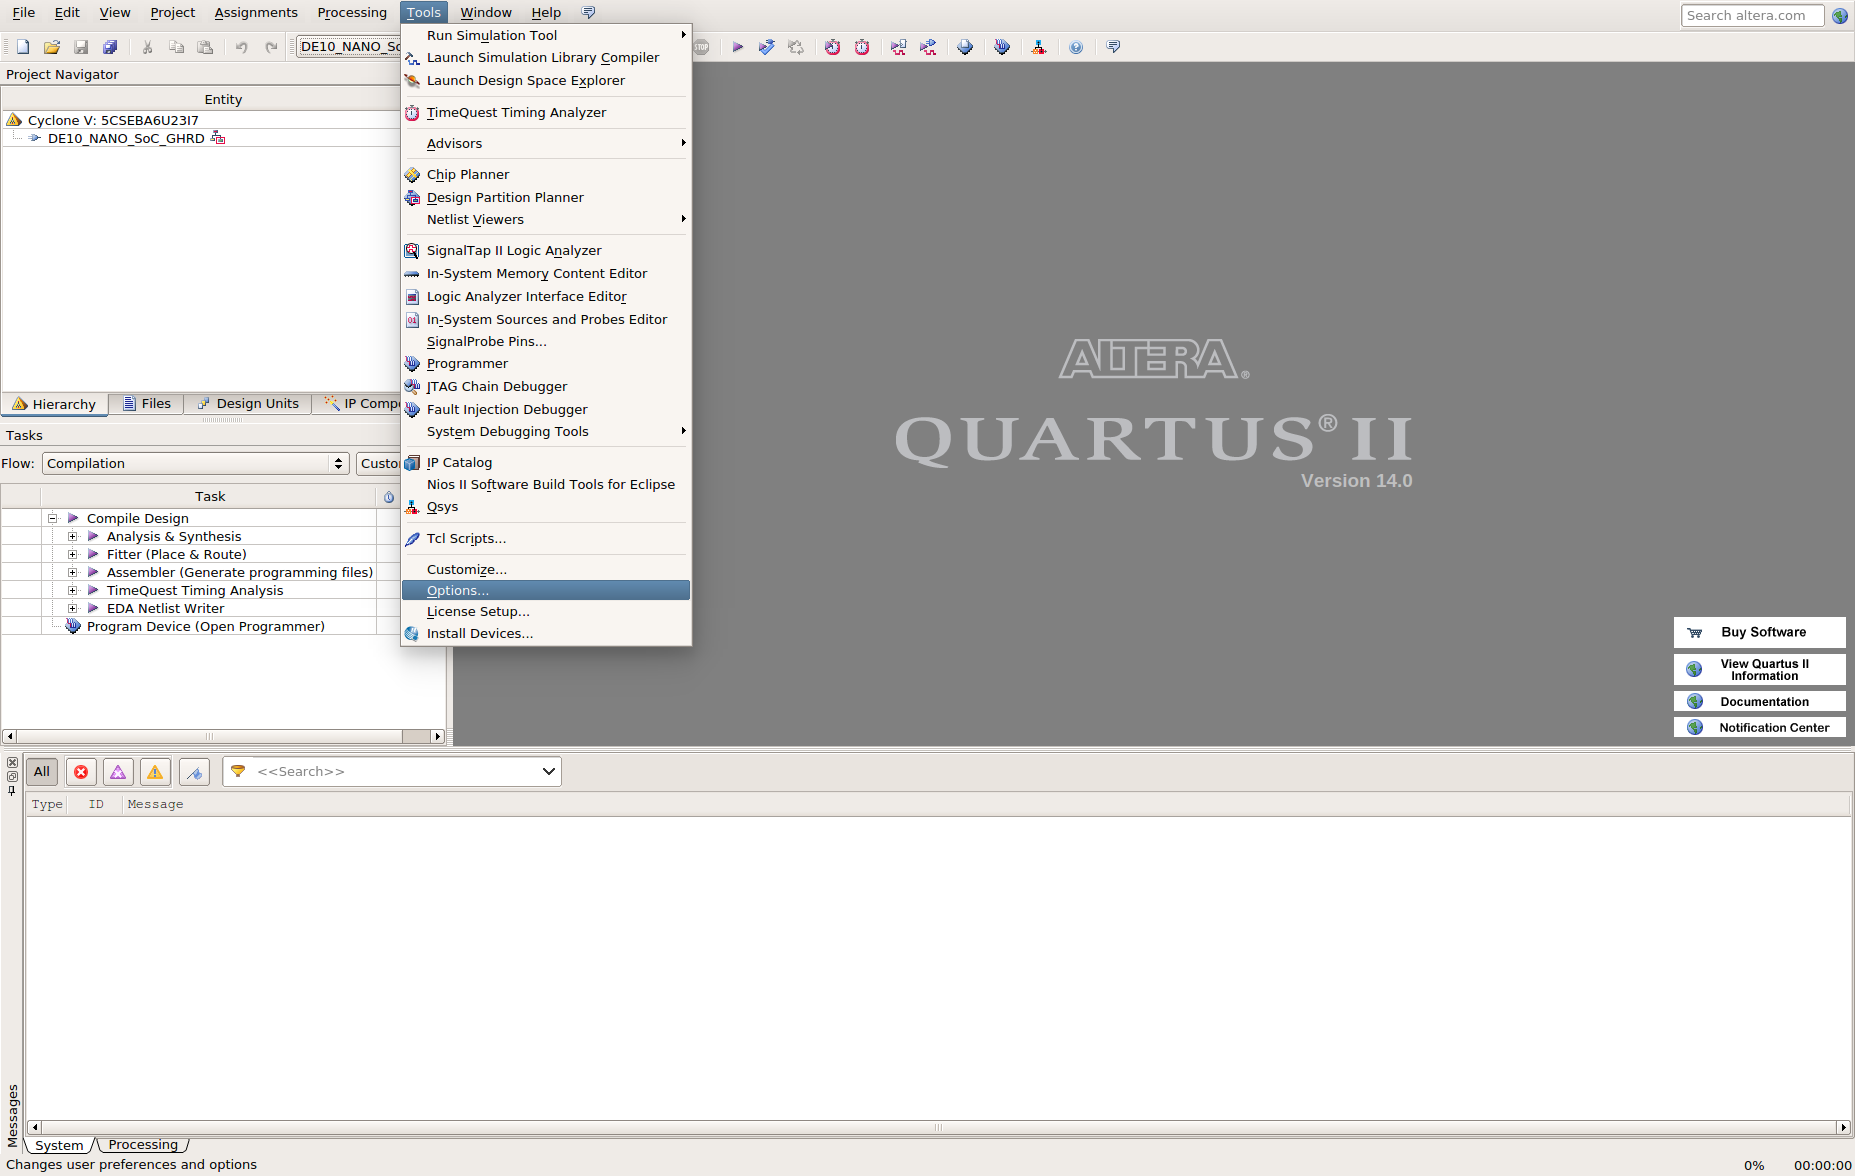 File Edit View Project Assignments Processing Tools Window Help
Search altera.com
DE10_NANO_So
STOP
Project Navigator
Entity
Cyclone V: 5CSEBA6U23I7
DE10_NANO_SoC_GHRD
Hierarchy Files Design Units IP Compo
Tasks
Flow: Compilation Custo
Task
Compile Design
Analysis & Synthesis
Fitter (Place & Route)
Assembler (Generate programming files)
TimeQuest Timing Analysis
EDA Netlist Writer
Program Device (Open Programmer)
Run Simulation Tool
Launch Simulation Library Compiler
Launch Design Space Explorer
TimeQuest Timing Analyzer
Advisors
Chip Planner
Design Partition Planner
Netlist Viewers
SignalTap II Logic Analyzer
In-System Memory Content Editor
Logic Analyzer Interface Editor
In-System Sources and Probes Editor
SignalProbe Pins...
Programmer
JTAG Chain Debugger
Fault Injection Debugger
System Debugging Tools
IP Catalog
Nios II Software Build Tools for Eclipse
Qsys
Tcl Scripts...
Customize...
Options...
License Setup...
Install Devices...
ALTERA®
QUARTUS® II
Version 14.0
Buy Software
View Quartus II
Information
Documentation
Notification Center
All <<Search>>
Type ID Message
Messages
System Processing
Changes user preferences and options 0% 00:00:00